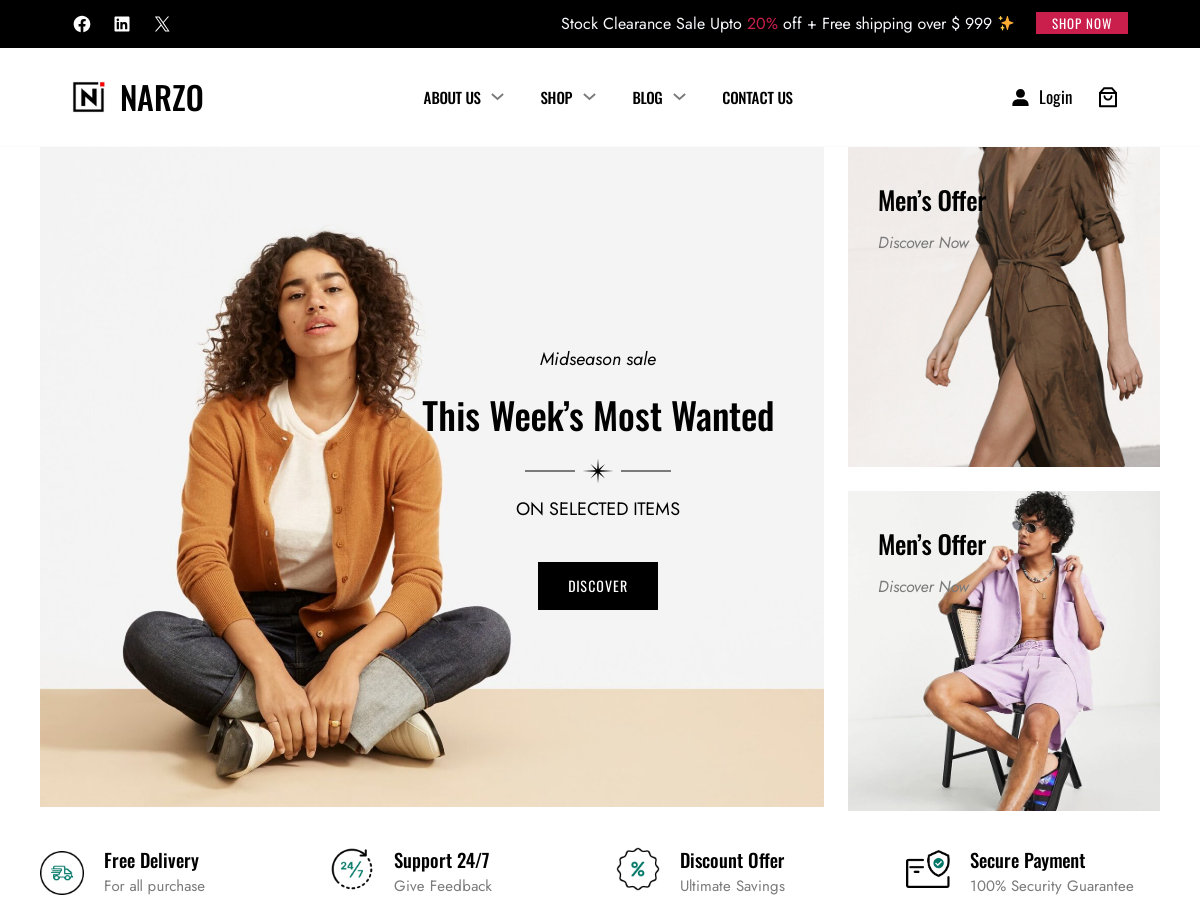 Stock Clearance Sale Upto 20% off + Free shipping over $ 999 ✨
SHOP NOW
N NARZO
ABOUT US
SHOP
BLOG
CONTACT US
Login
Midseason sale
This Week’s Most Wanted
ON SELECTED ITEMS
DISCOVER
Men’s Offer
Discover Now
Men’s Offer
Discover Now
Free Delivery
For all purchase
24/7
Support 24/7
Give Feedback
%
Discount Offer
Ultimate Savings
Secure Payment
100% Security Guarantee